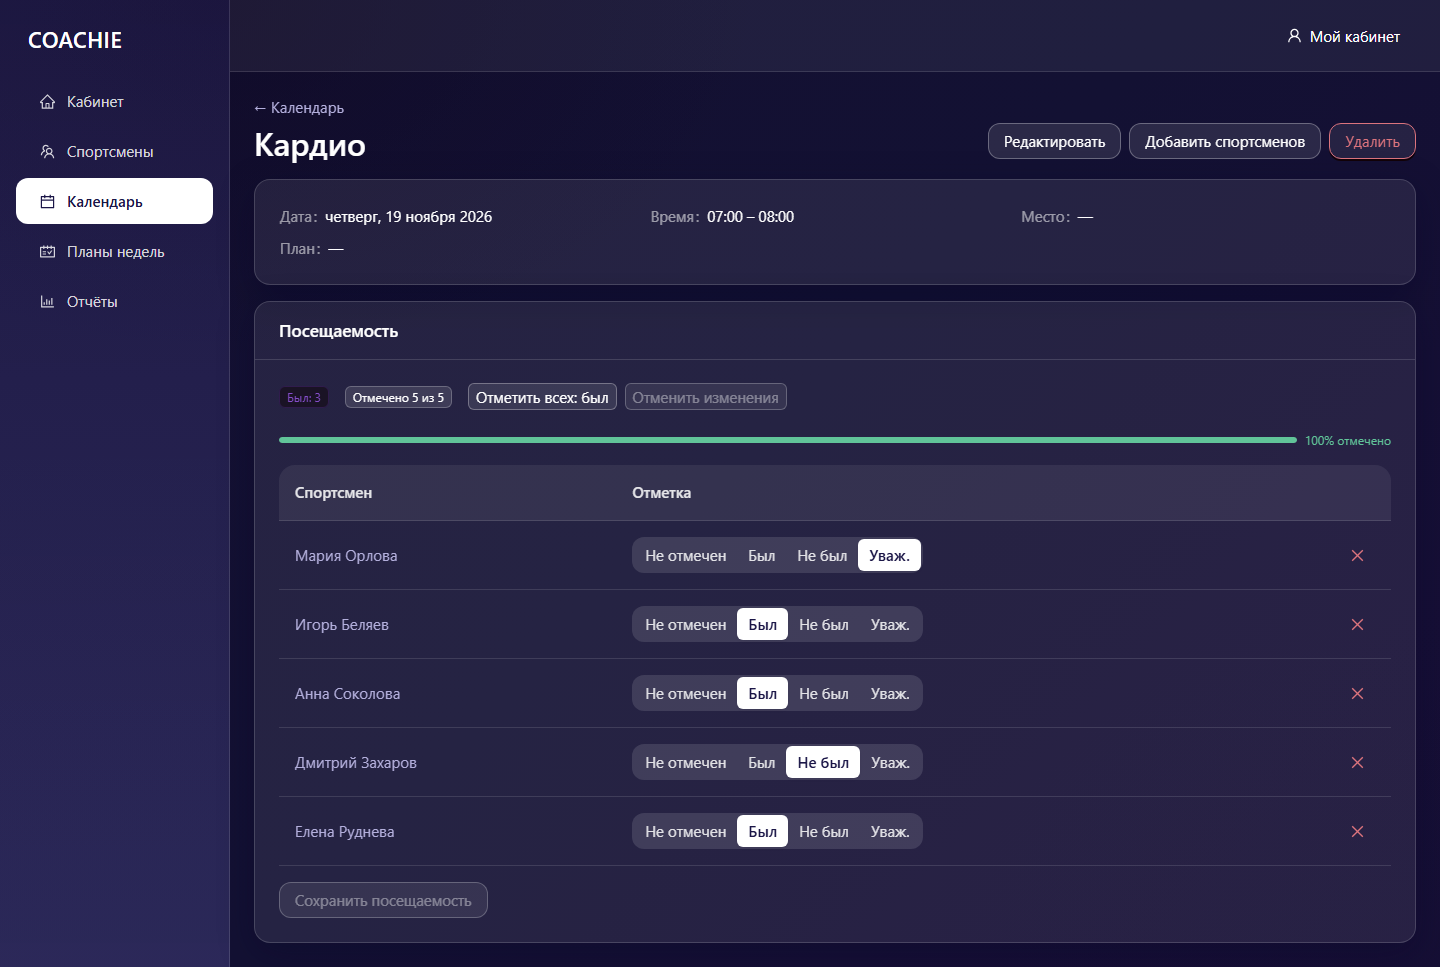 COACHIE
Мой кабинет
Кабинет
Спортсмены
Календарь
Планы недель
Отчёты
← Календарь
Кардио
Редактировать
Добавить спортсменов
Удалить
Дата: четверг, 19 ноября 2026
Время: 07:00 – 08:00
Место: —
План: —
Посещаемость
Был: 3
Отмечено 5 из 5
Отметить всех: был
Отменить изменения
100% отмечено
Спортсмен Отметка
Мария Орлова Не отмечен Был Не был Уваж.
Игорь Беляев Не отмечен Был Не был Уваж.
Анна Соколова Не отмечен Был Не был Уваж.
Дмитрий Захаров Не отмечен Был Не был Уваж.
Елена Руднева Не отмечен Был Не был Уваж.
Сохранить посещаемость